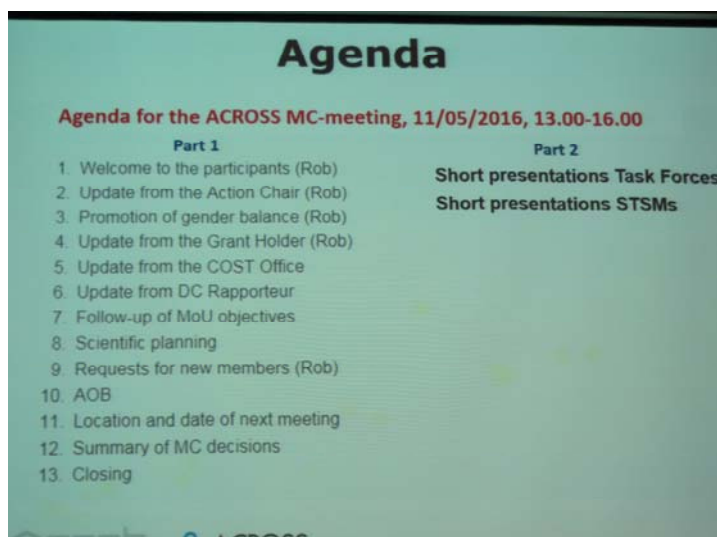 Agenda
Agenda for the ACROSS MC-meeting, 11/05/2016, 13.00-16.00
Part 1
1. Welcome to the participants (Rob)
2. Update from the Action Chair (Rob)
3. Promotion of gender balance (Rob)
4. Update from the Grant Holder (Rob)
5. Update from the COST Office
6. Update from DC Rapporteur
7. Follow-up of MoU objectives
8. Scientific planning
9. Requests for new members (Rob)
10. AOB
11. Location and date of next meeting
12. Summary of MC decisions
13. Closing
Part 2
Short presentations Task Forces
Short presentations STSMs
ACROSS